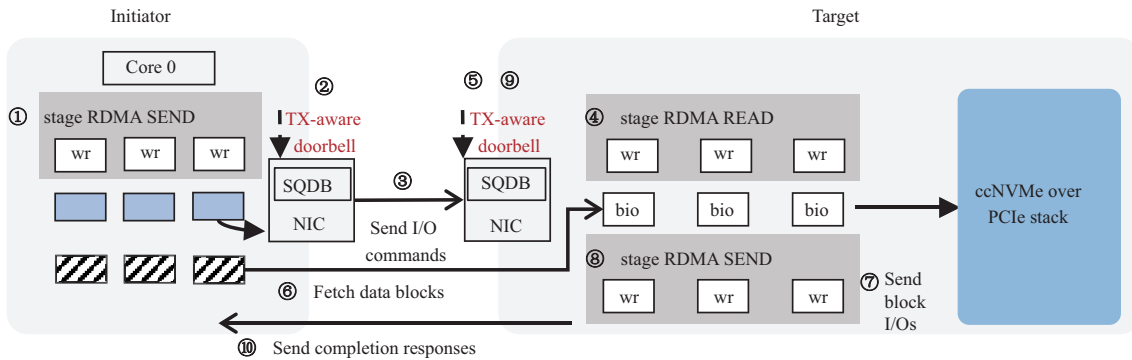 Initiator
Target
Core 0
①
stage RDMA SEND
wr
wr
wr
②
TX-aware
doorbell
SQDB
NIC
③
Send I/O
commands
⑤ ⑨
TX-aware
doorbell
SQDB
NIC
④ stage RDMA READ
wr
wr
wr
bio
bio
bio
⑥ Fetch data blocks
ccNVMe over
PCIe stack
⑦ Send
block
I/Os
⑧ stage RDMA SEND
wr
wr
wr
⑩ Send completion responses